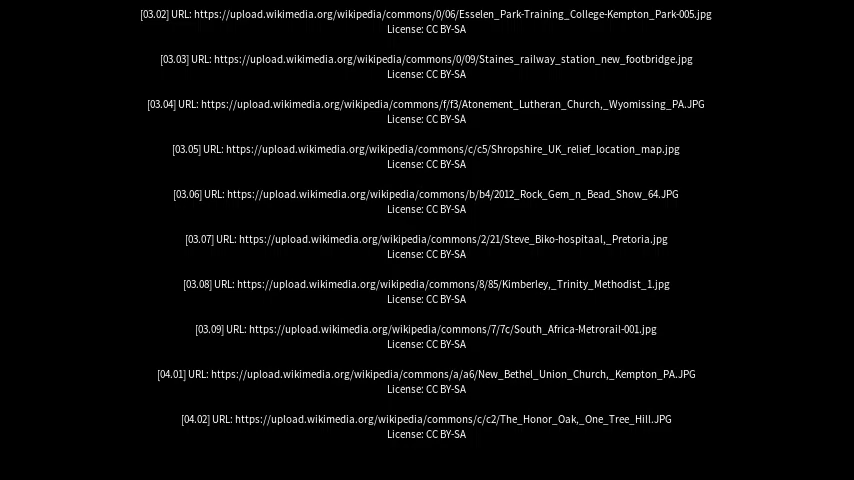 [03.02] URL: https://upload.wikimedia.org/wikipedia/commons/0/06/Esselen_Park-Training_College-Kempton_Park-005.jpg
License: CC BY-SA
[03.03] URL: https://upload.wikimedia.org/wikipedia/commons/0/09/Staines_railway_station_new_footbridge.jpg
License: CC BY-SA
[03.04] URL: https://upload.wikimedia.org/wikipedia/commons/f/f3/Atonement_Lutheran_Church,_Wyomissing_PA.JPG
License: CC BY-SA
[03.05] URL: https://upload.wikimedia.org/wikipedia/commons/c/c5/Shropshire_UK_relief_location_map.jpg
License: CC BY-SA
[03.06] URL: https://upload.wikimedia.org/wikipedia/commons/b/b4/2012_Rock_Gem_n_Bead_Show_64.JPG
License: CC BY-SA
[03.07] URL: https://upload.wikimedia.org/wikipedia/commons/2/21/Steve_Biko-hospitaal,_Pretoria.jpg
License: CC BY-SA
[03.08] URL: https://upload.wikimedia.org/wikipedia/commons/8/85/Kimberley,_Trinity_Methodist_1.jpg
License: CC BY-SA
[03.09] URL: https://upload.wikimedia.org/wikipedia/commons/7/7c/South_Africa-Metrorail-001.jpg
License: CC BY-SA
[04.01] URL: https://upload.wikimedia.org/wikipedia/commons/a/a6/New_Bethel_Union_Church,_Kempton_PA.JPG
License: CC BY-SA
[04.02] URL: https://upload.wikimedia.org/wikipedia/commons/c/c2/The_Honor_Oak,_One_Tree_Hill.JPG
License: CC BY-SA